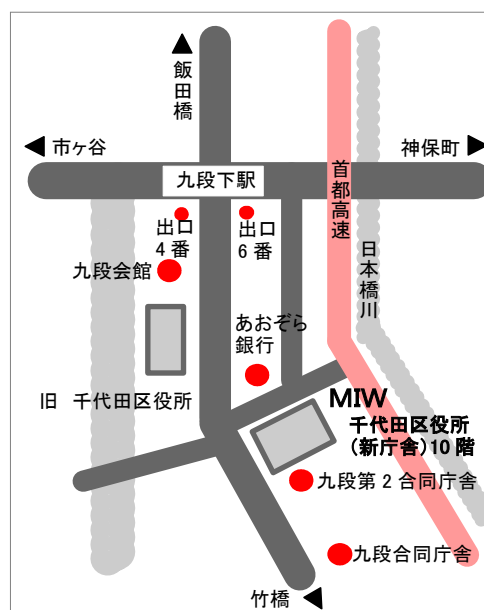 飯田橋
市ヶ谷
神保町
九段下駅
首都高速
出口
4番
出口
6番
日本橋川
九段会館
あおぞら
銀行
旧 千代田区役所
MIW
千代田区役所
(新庁舎)10階
九段第2合同庁舎
九段合同庁舎
竹橋